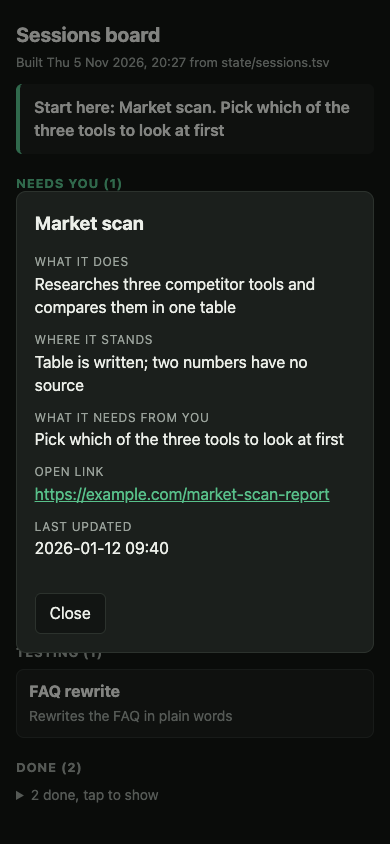 Sessions board
Built Thu 5 Nov 2026, 20:27 from state/sessions.tsv
Start here: Market scan. Pick which of the
three tools to look at first
NEEDS YOU (1)
Market scan
WHAT IT DOES
Researches three competitor tools and
compares them in one table
WHERE IT STANDS
Table is written; two numbers have no
source
WHAT IT NEEDS FROM YOU
Pick which of the three tools to look at first
OPEN LINK
https://example.com/market-scan-report
LAST UPDATED
2026-01-12 09:40
Close
TESTING (1)
FAQ rewrite
Rewrites the FAQ in plain words
DONE (2)
2 done, tap to show